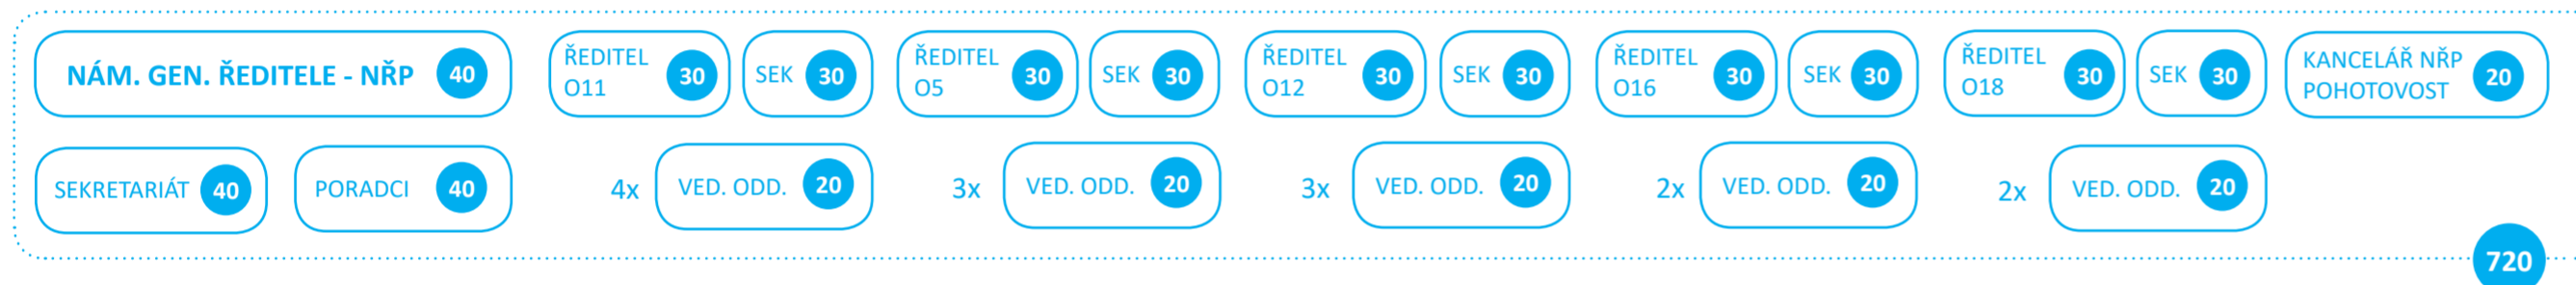 NÁM. GEN. ŘEDITELE - NŘP 40
ŘEDITEL
O11 30
SEK 30
ŘEDITEL
O5 30
SEK 30
ŘEDITEL
O12 30
SEK 30
ŘEDITEL
O16 30
SEK 30
ŘEDITEL
O18 30
SEK 30
KANCELÁŘ NŘP
POHOTOVOST 20
SEKRETARIÁT 40
PORADCI 40
4x VED. ODD. 20
3x VED. ODD. 20
3x VED. ODD. 20
2x VED. ODD. 20
2x VED. ODD. 20
720